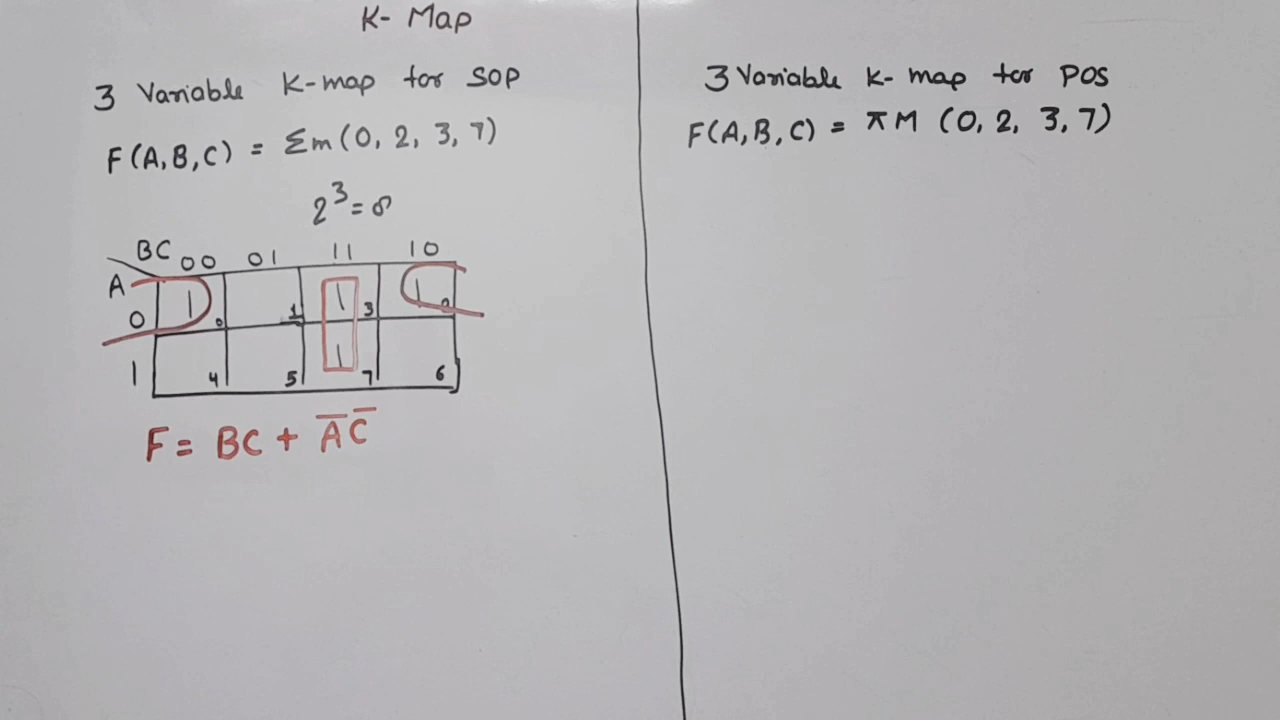 K- Map
3 Variable K-map for SOP
F(A,B,C) = Σm(0, 2, 3, 7)
2³=8
BC 00 01 11 10
A
0 1 0 1 1 3 1 2
1 4 5 1 7 6
F= BC + A̅ C̅
3 Variable K- map for POS
F(A,B,C) = πM (0, 2, 3, 7)